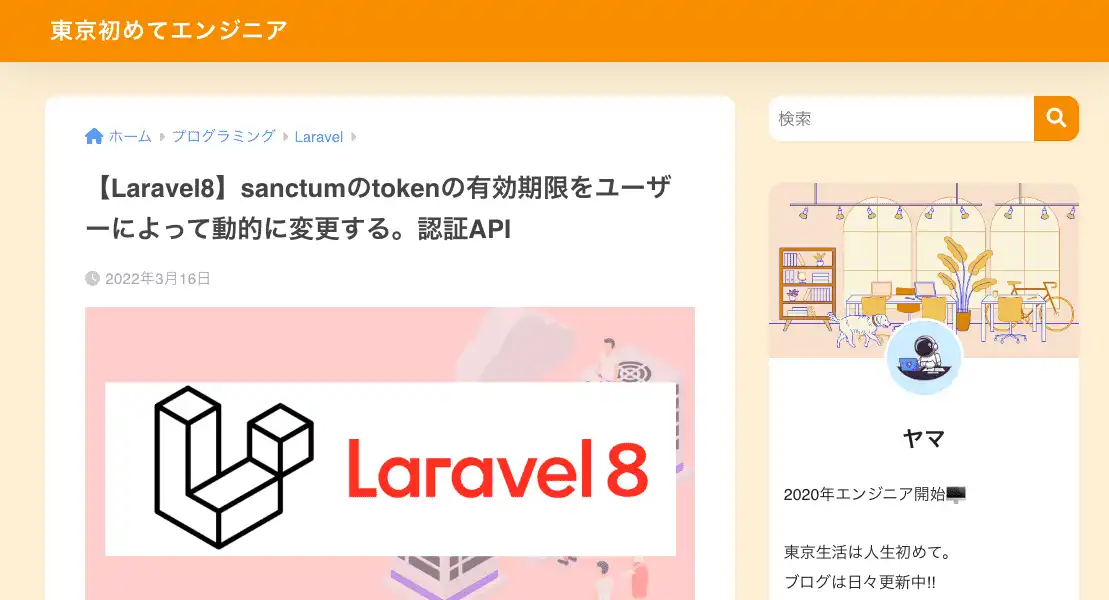 東京初めてエンジニア
ホーム
プログラミング
Laravel
【Laravel8】sanctumのtokenの有効期限をユーザ
ーによって動的に変更する。認証API
2022年3月16日
Laravel 8
検索
ヤマ
2020年エンジニア開始🖥
東京生活は人生初めて。
ブログは日々更新中!!